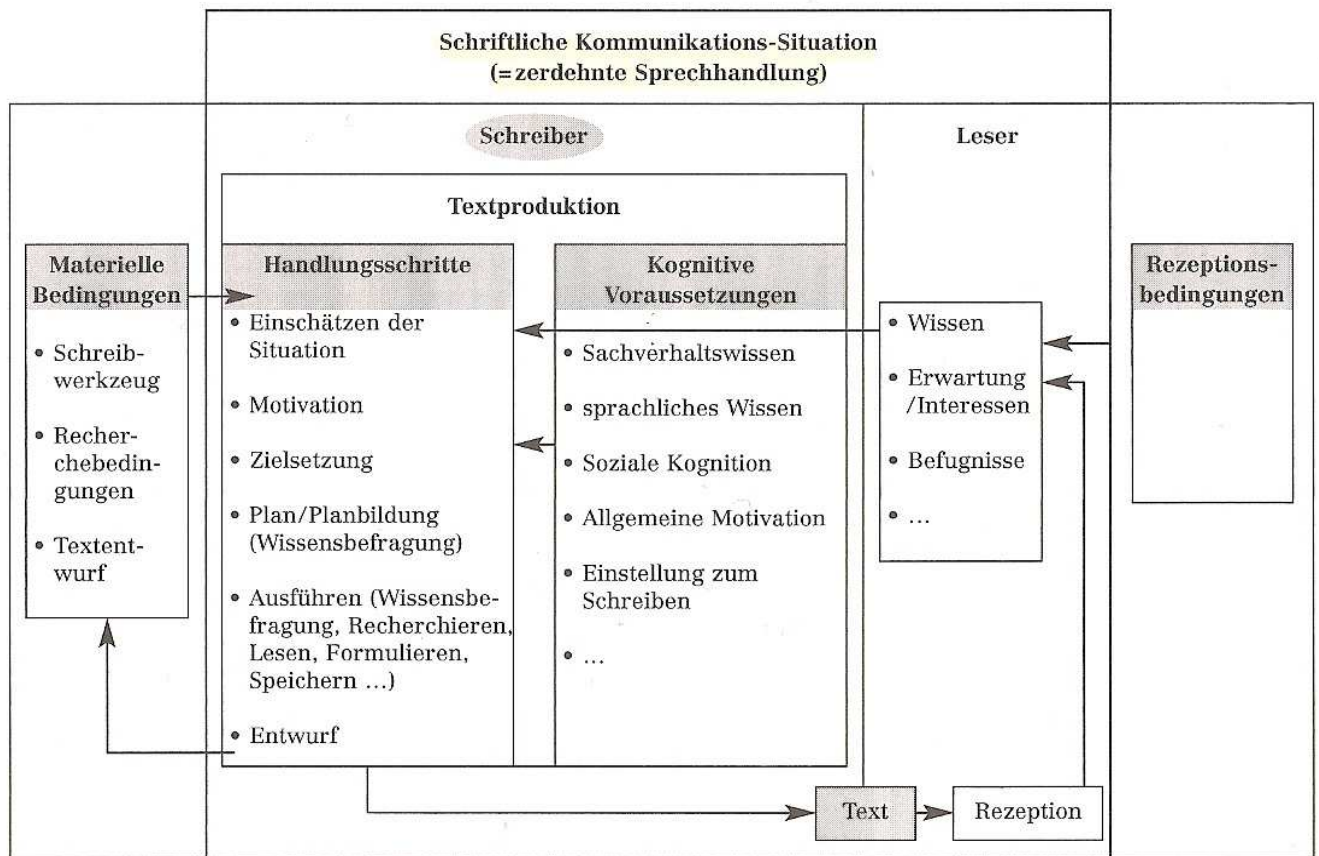 Schriftliche Kommunikations-Situation
(=zerdehnte Sprechhandlung)
Schreiber
Leser
Textproduktion
Materielle
Bedingungen
• Schreib-
werkzeug
• Recher-
chebedin-
gungen
• Textent-
wurf
Handlungsschritte
• Einschätzen der
Situation
• Motivation
• Zielsetzung
• Plan/Planbildung
(Wissensbefragung)
• Ausführen (Wissensbe-
fragung, Recherchieren,
Lesen, Formulieren,
Speichern ...)
• Entwurf
Kognitive
Voraussetzungen
• Sachverhaltswissen
• sprachliches Wissen
• Soziale Kognition
• Allgemeine Motivation
• Einstellung zum
Schreiben
• ...
• Wissen
• Erwartung
/Interessen
• Befugnisse
• ...
Rezeptions-
bedingungen
Text
Rezeption